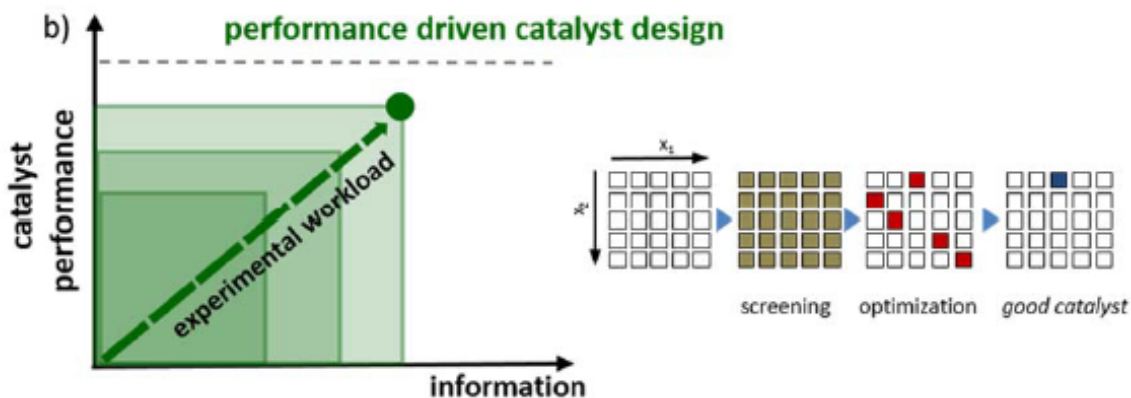 b)
performance driven catalyst design
catalyst
performance
experimental workload
information
x₁
x₂
screening
optimization
good catalyst